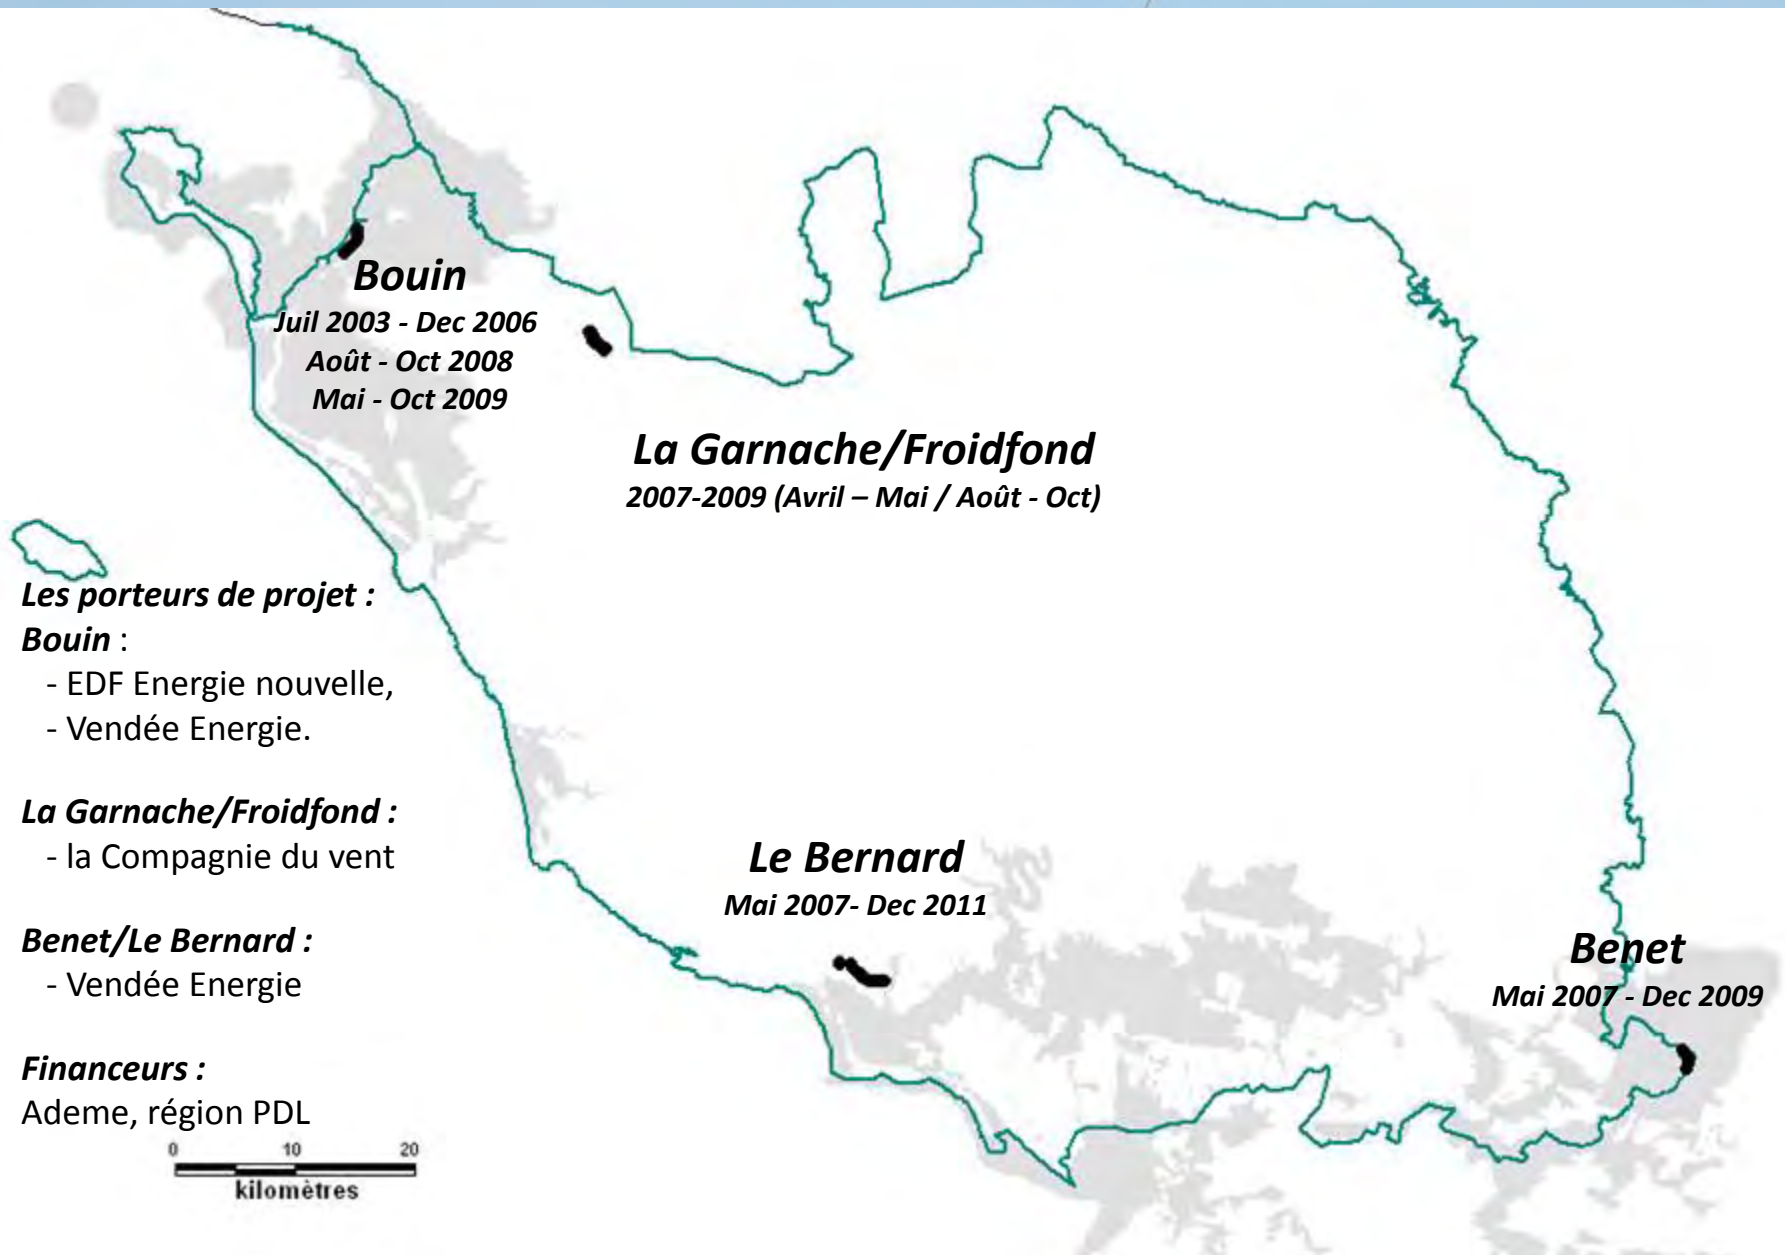 Bouin
Juil 2003 - Dec 2006
Août - Oct 2008
Mai - Oct 2009
La Garnache/Froidfond
2007-2009 (Avril – Mai / Août - Oct)
Les porteurs de projet :
Bouin :
- EDF Energie nouvelle,
- Vendée Energie.
La Garnache/Froidfond :
- la Compagnie du vent
Benet/Le Bernard :
- Vendée Energie
Financeurs :
Ademe, région PDL
0 10 20
kilomètres
Le Bernard
Mai 2007- Dec 2011
Benet
Mai 2007 - Dec 2009